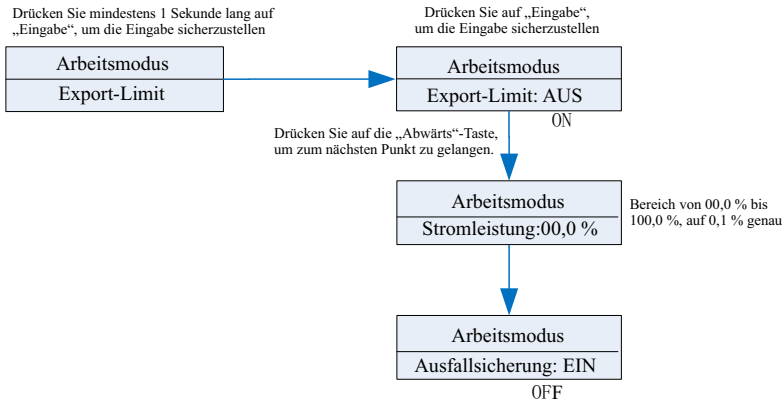 Drücken Sie mindestens 1 Sekunde lang auf
„Eingabe“, um die Eingabe sicherzustellen
Drücken Sie auf „Eingabe“,
um die Eingabe sicherzustellen
Arbeitsmodus
Export-Limit
Arbeitsmodus
Export-Limit: AUS
ON
Drücken Sie auf die „Abwärts“-Taste,
um zum nächsten Punkt zu gelangen.
Arbeitsmodus
Stromleistung:00,0 %
Bereich von 00,0 % bis
100,0 %, auf 0,1 % genau
Arbeitsmodus
Ausfallsicherung: EIN
OFF